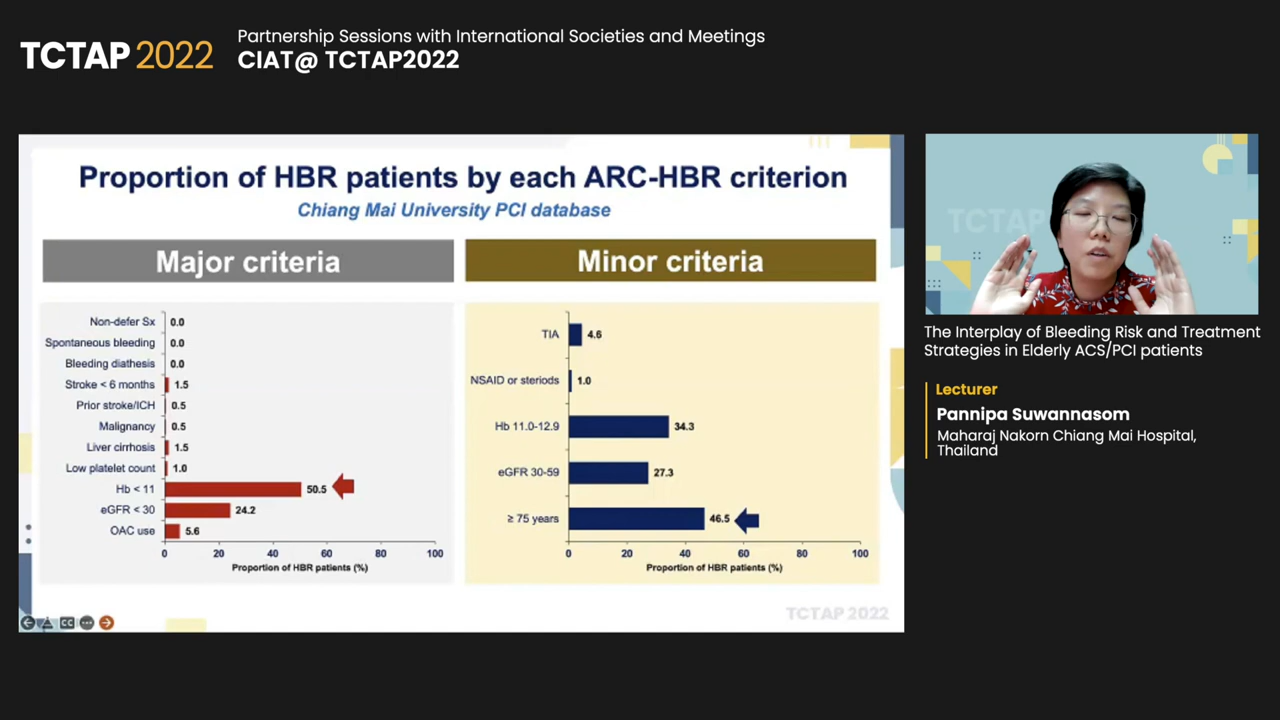 TCTAP 2022
Partnership Sessions with International Societies and Meetings
CIAT@ TCTAP2022
Proportion of HBR patients by each ARC-HBR criterion
Chiang Mai University PCI database
Major criteria
Non-defer Sx 0.0
Spontaneous bleeding 0.0
Bleeding diathesis 0.0
Stroke < 6 months 1.5
Prior stroke/ICH 0.5
Malignancy 0.5
Liver cirrhosis 1.5
Low platelet count 1.0
Hb < 11 50.5
eGFR < 30 24.2
OAC use 5.6
0 20 40 60 80 100
Proportion of HBR patients (%)
Minor criteria
TIA 4.6
NSAID or steriods 1.0
Hb 11.0-12.9 34.3
eGFR 30-59 27.3
≥ 75 years 46.5
0 20 40 60 80 100
Proportion of HBR patients (%)
TCTAP 2022
CC
TCTAP
The Interplay of Bleeding Risk and Treatment
Strategies in Elderly ACS/PCI patients
Lecturer
Pannipa Suwannasom
Maharaj Nakorn Chiang Mai Hospital,
Thailand